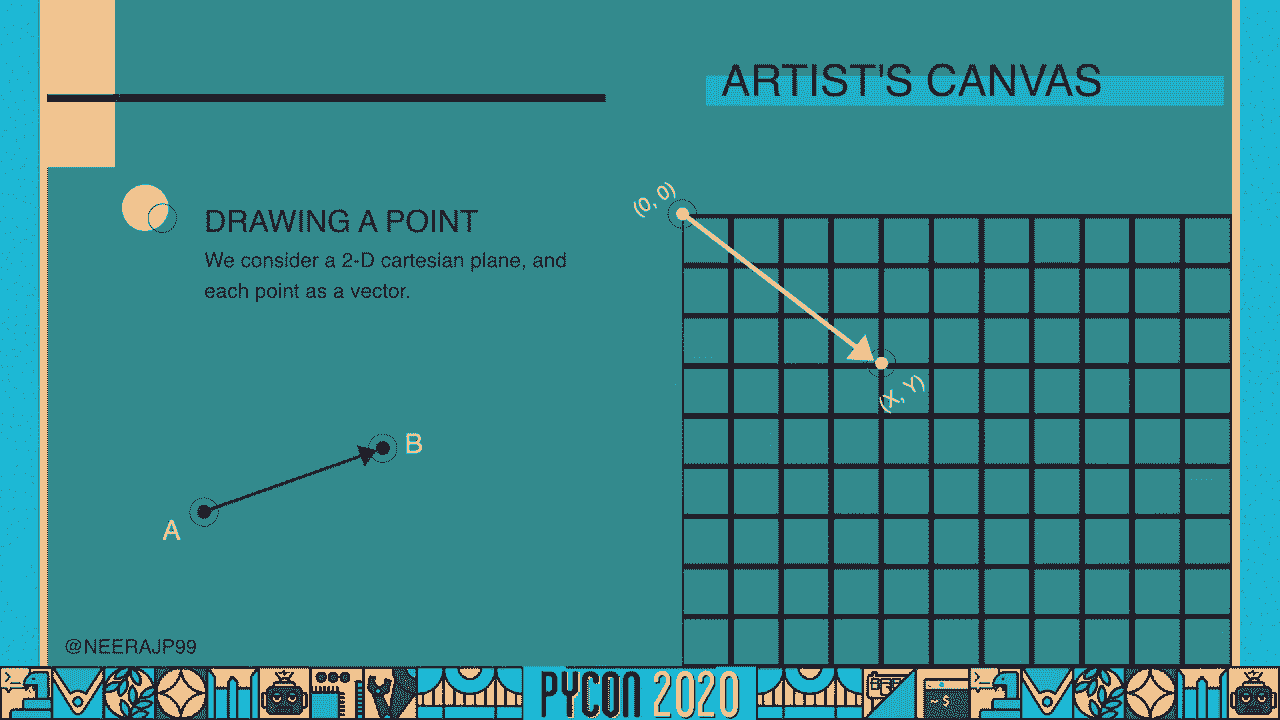 ARTIST'S CANVAS
DRAWING A POINT
We consider a 2-D cartesian plane, and
each point as a vector.
(0, 0)
(X, Y)
B
A
@NEERAJP99
PYCON 2020
>_
~$